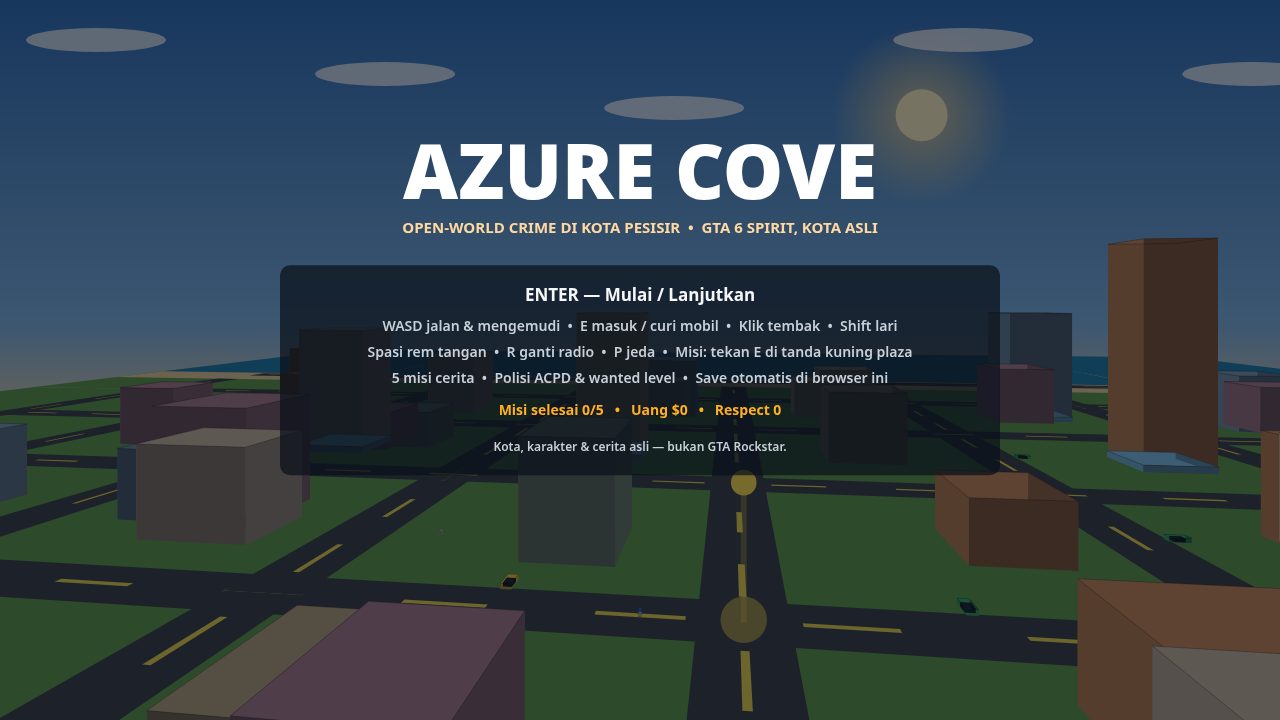 AZURE COVE
OPEN-WORLD CRIME DI KOTA PESISIR • GTA 6 SPIRIT, KOTA ASLI
ENTER — Mulai / Lanjutkan
WASD jalan & mengemudi • E masuk / curi mobil • Klik tembak • Shift lari
Spasi rem tangan • R ganti radio • P jeda • Misi: tekan E di tanda kuning plaza
5 misi cerita • Polisi ACPD & wanted level • Save otomatis di browser ini
Misi selesai 0/5 • Uang $0 • Respect 0
Kota, karakter & cerita asli — bukan GTA Rockstar.